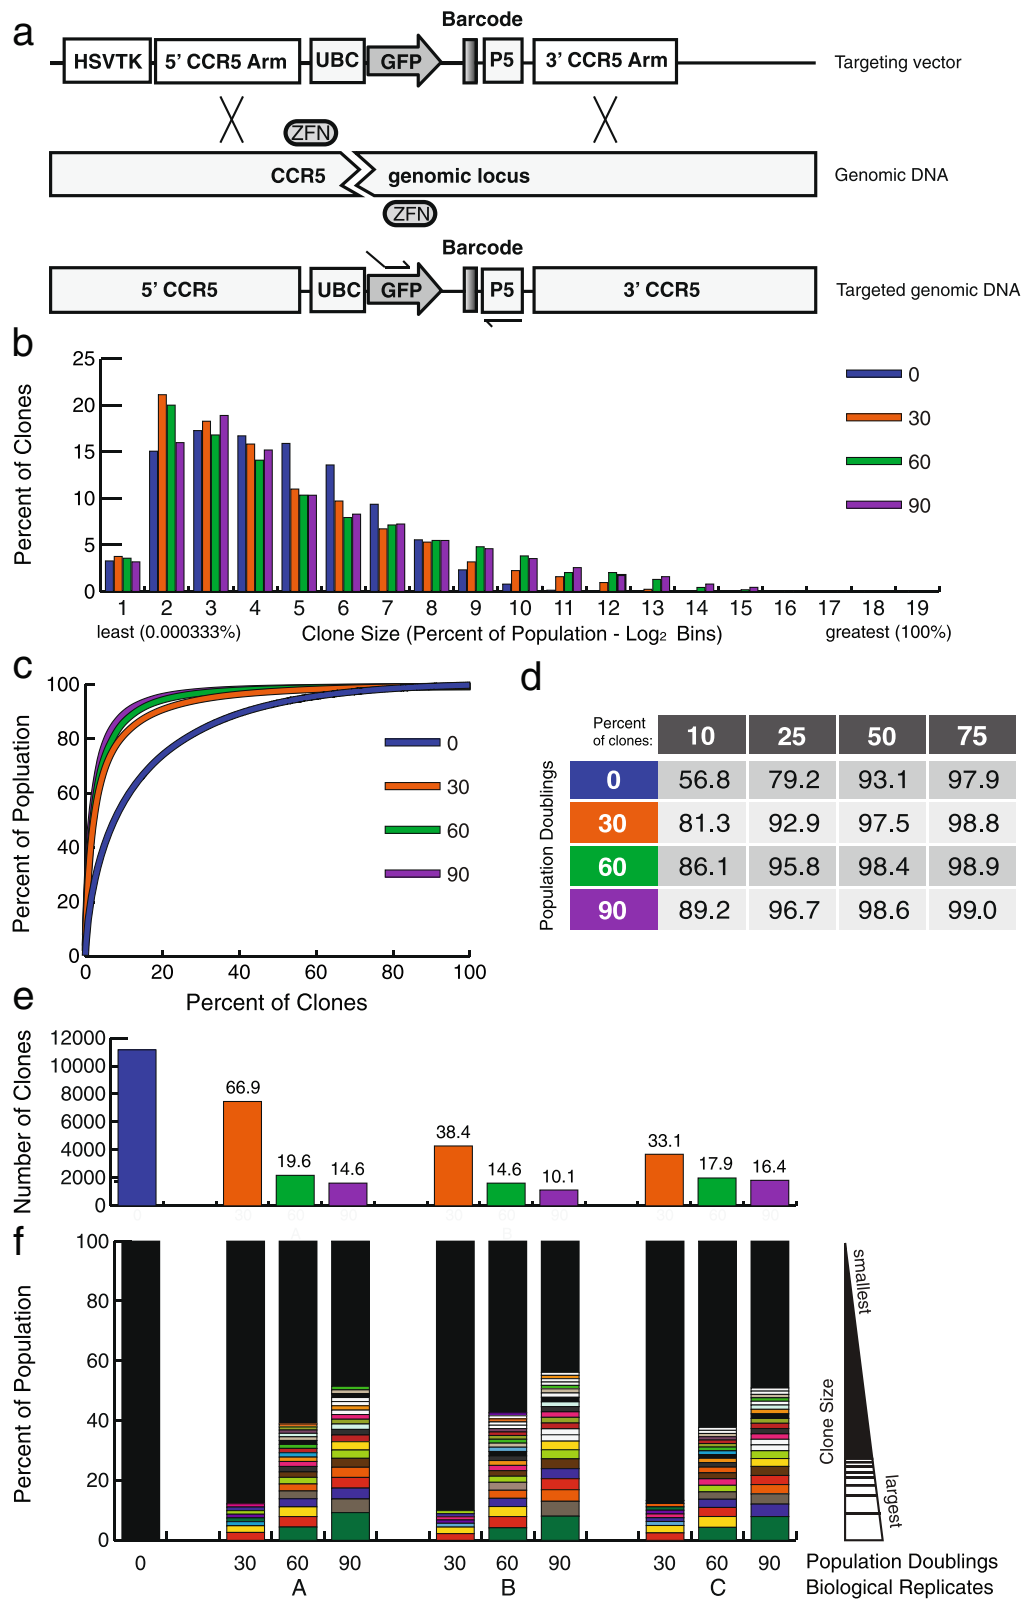 a
Barcode
HSVTK 5' CCR5 Arm UBC GFP P5 3' CCR5 Arm Targeting vector
ZFN
CCR5 genomic locus Genomic DNA
ZFN
Barcode
5' CCR5 UBC GFP P5 3' CCR5 Targeted genomic DNA
b
Percent of Clones
25
20
15
10
5
0
0
30
60
90
1 2 3 4 5 6 7 8 9 10 11 12 13 14 15 16 17 18 19
least (0.000333%) Clone Size (Percent of Population - Log2 Bins) greatest (100%)
c
Percent of Popluation
100
80
60
40
20
0
0
30
60
90
0 20 40 60 80 100
Percent of Clones
d
Percent of clones: 10 25 50 75
Population Doublings
0 56.8 79.2 93.1 97.9
30 81.3 92.9 97.5 98.8
60 86.1 95.8 98.4 98.9
90 89.2 96.7 98.6 99.0
e
Number of Clones
12000
10000
8000
6000
4000
2000
0
66.9 19.6 14.6 38.4 14.6 10.1 33.1 17.9 16.4
0 30 60 90 30 60 90 30 60 90
A B
f
Percent of Population
100
80
60
40
20
0
smallest
Clone Size
largest
0 30 60 90 30 60 90 30 60 90 Population Doublings
A B C Biological Replicates